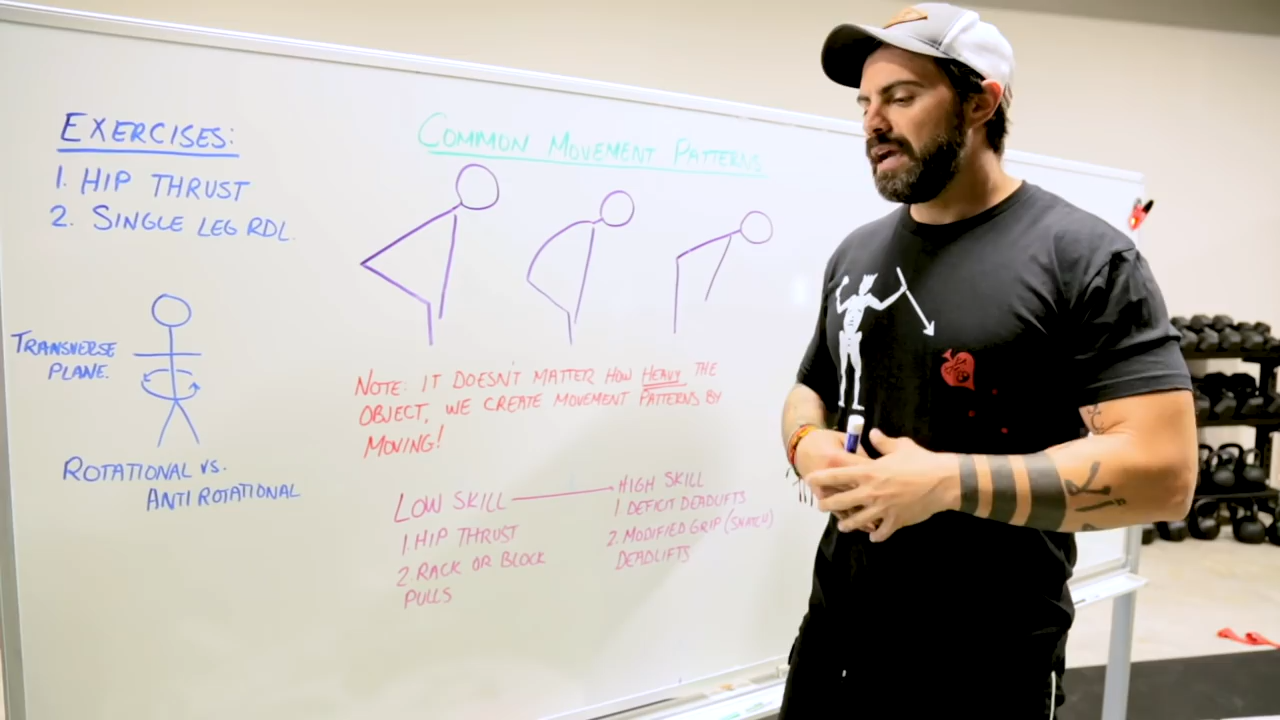 EXERCISES:
1. HIP THRUST
2. SINGLE LEG RDL.
TRANSVERSE
PLANE.
ROTATIONAL VS.
ANTI ROTATIONAL
COMMON MOVEMENT PATTERNS
NOTE: IT DOESN'T MATTER HOW HEAVY THE
OBJECT, WE CREATE MOVEMENT PATTERNS BY
MOVING!
LOW SKILL
1. HIP THRUST
2. RACK OR BLOCK
PULLS
HIGH SKILL
1 DEFICIT DEADLIFTS
2. MODIFIED GRIP (SNATCH)
DEADLIFTS